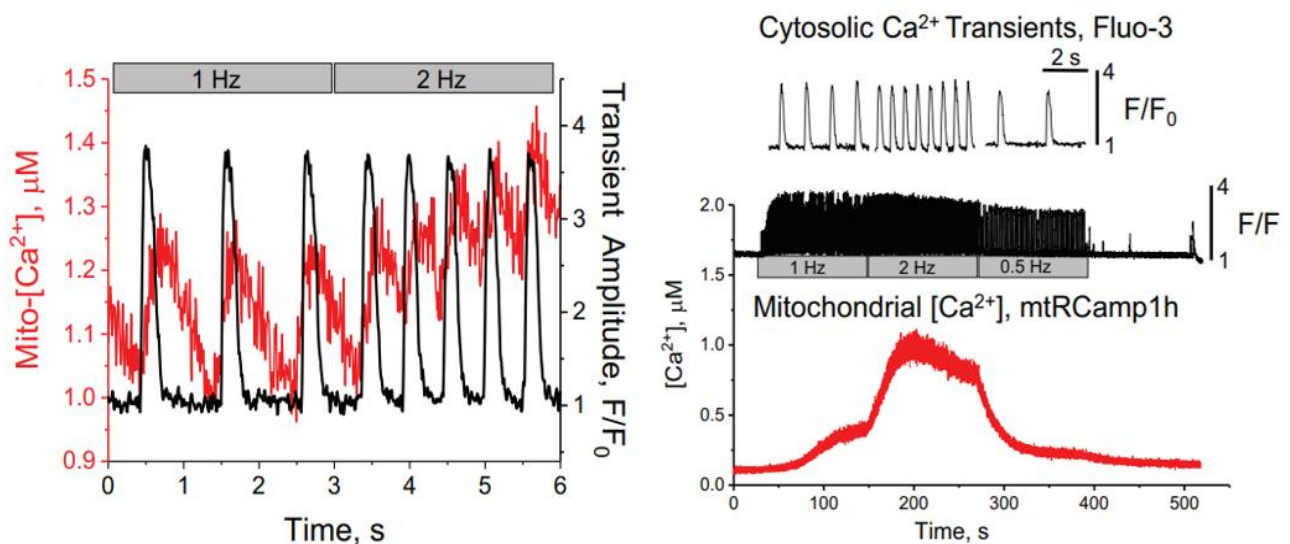 1 Hz 2 Hz
Mito-[Ca²⁺], μM
1.5
1.4
1.3
1.2
1.1
1.0
0.9
Transient Amplitude, F/F₀
4
3
2
1
0 1 2 3 4 5 6
Time, s
Cytosolic Ca²⁺ Transients, Fluo-3
2 s
4
F/F₀
1
4
F/F
1
1 Hz 2 Hz 0.5 Hz
Mitochondrial [Ca²⁺], mtRCamp1h
[Ca²⁺], μM
2.0
1.5
1.0
0.5
0.0
0 100 200 300 400 500
Time, s